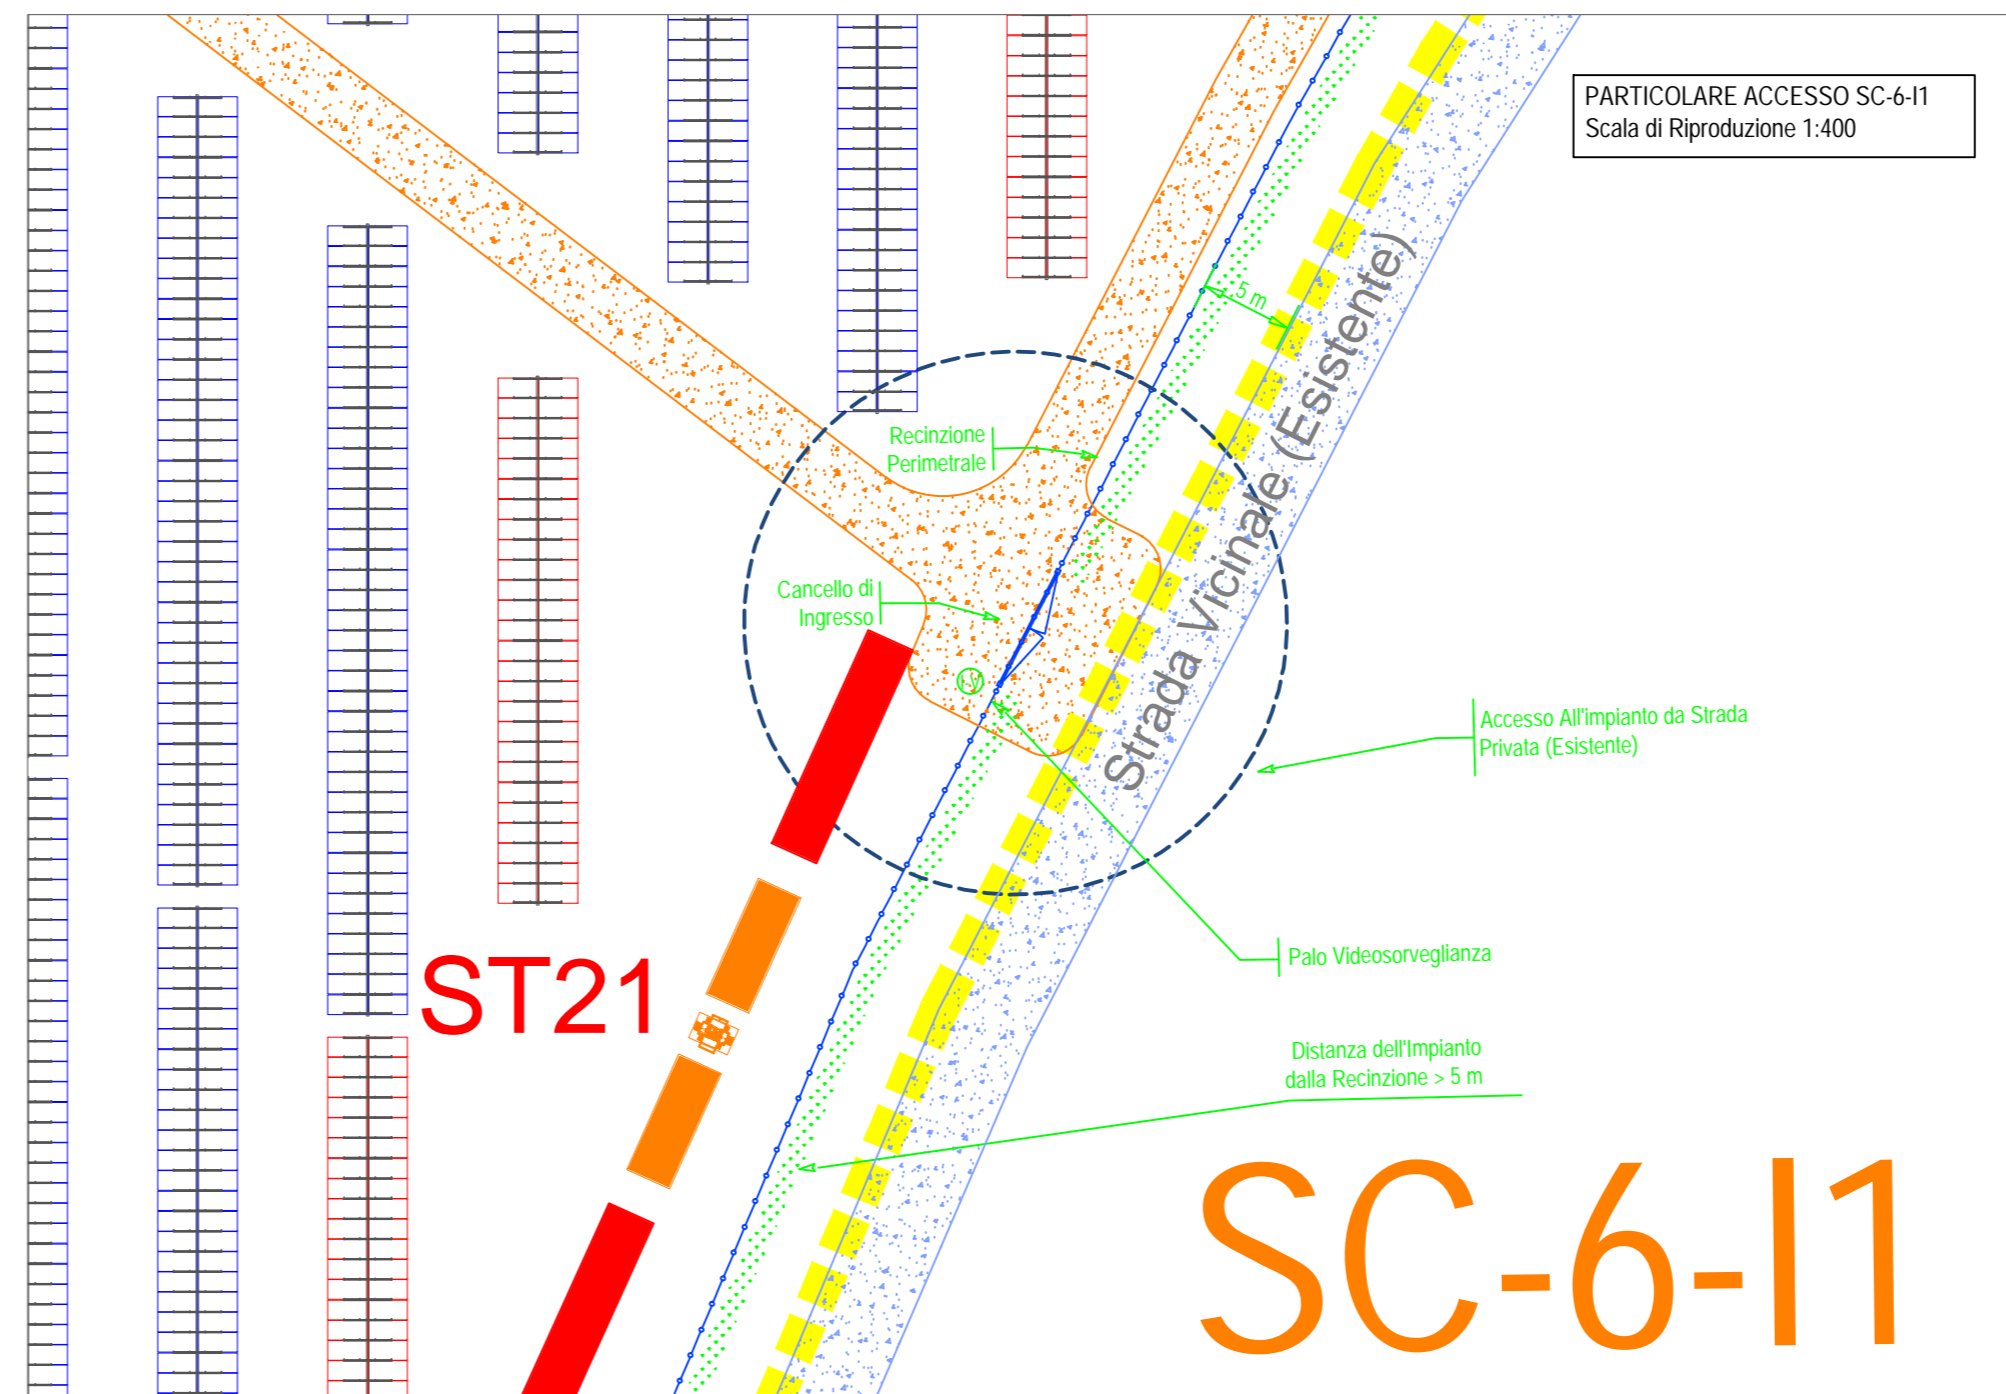 PARTICOLARE ACCESSO SC-6-I1
Scala di Riproduzione 1:400
5 m
Strada Vicinale (Esistente)
Recinzione
Perimetrale
Cancello di
Ingresso
Accesso All'impianto da Strada
Privata (Esistente)
Palo Videosorveglianza
ST21
Distanza dell'Impianto
dalla Recinzione > 5 m
SC-6-I1